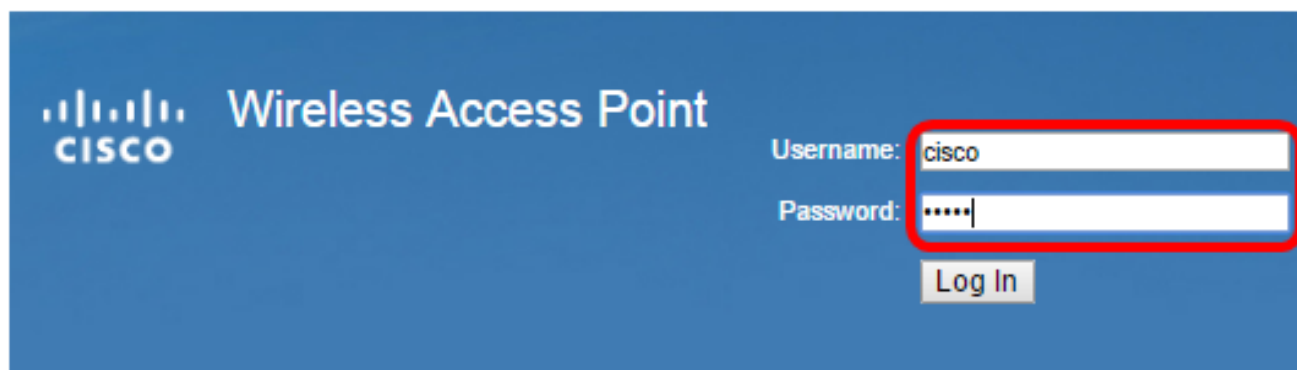 Wireless Access Point
CISCO
Username: cisco
Password: •••••
Log In